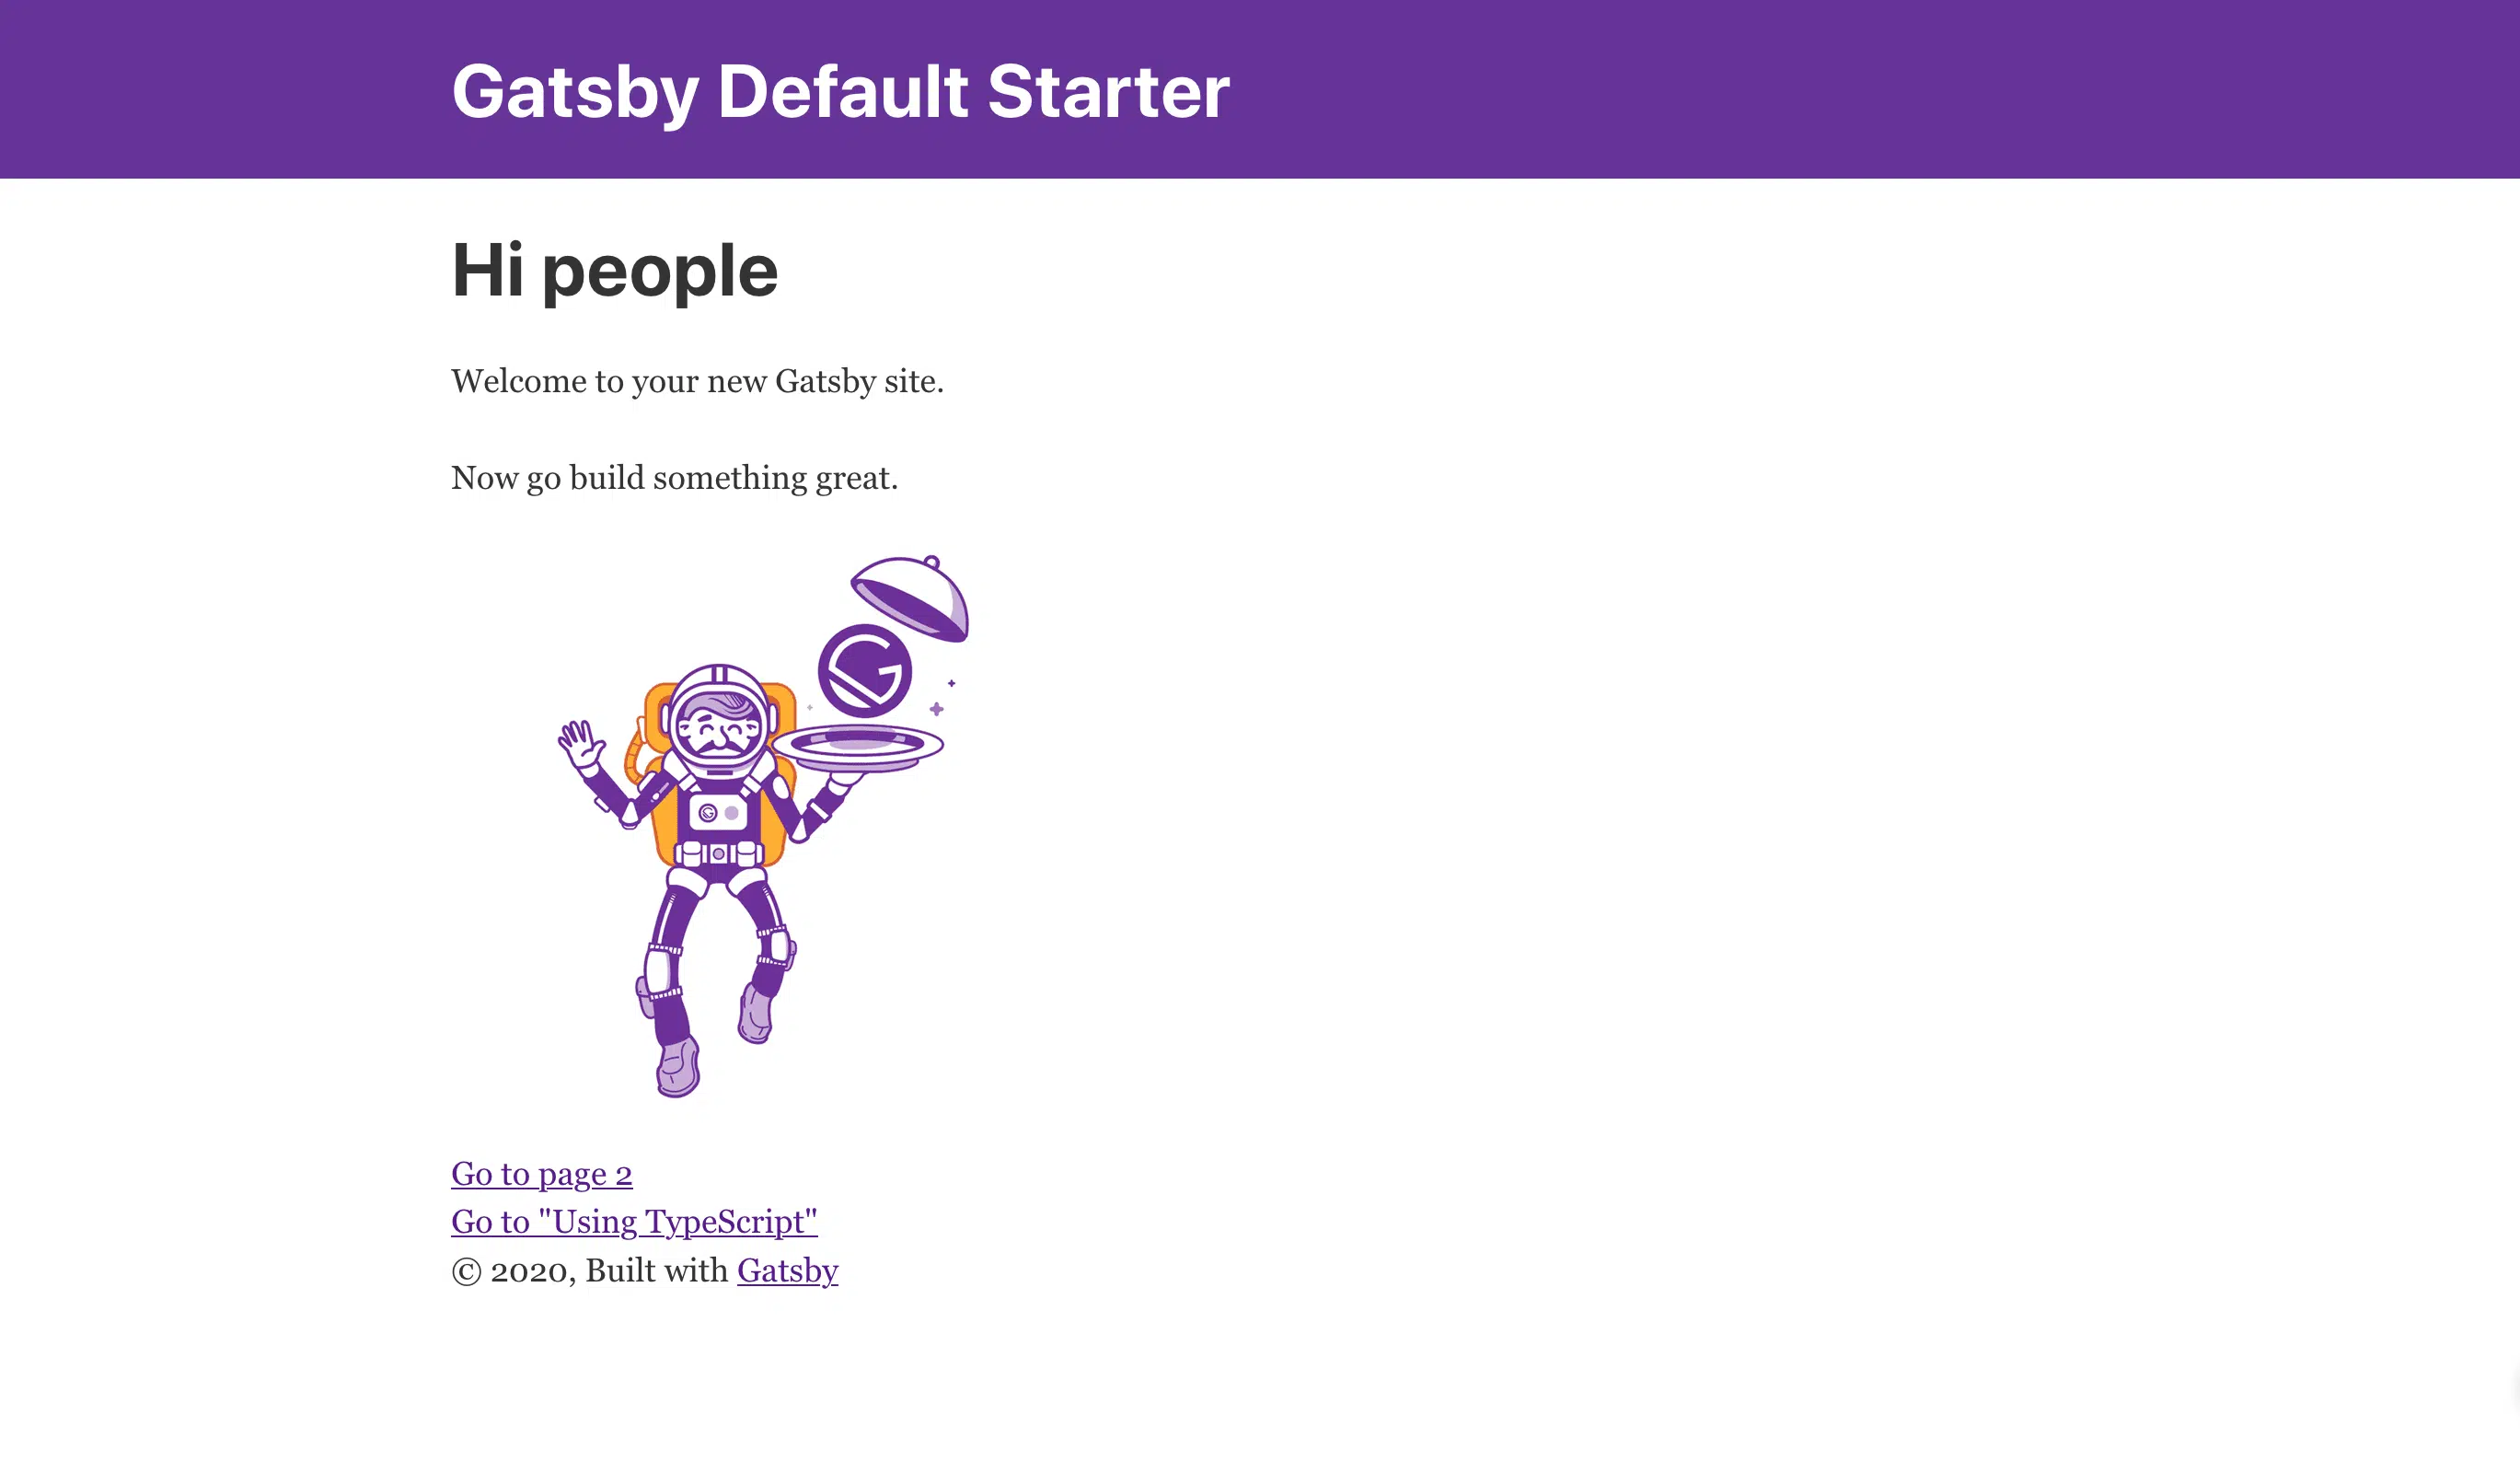 Gatsby Default Starter
Hi people
Welcome to your new Gatsby site.
Now go build something great.
Go to page 2
Go to "Using TypeScript"
© 2020, Built with Gatsby